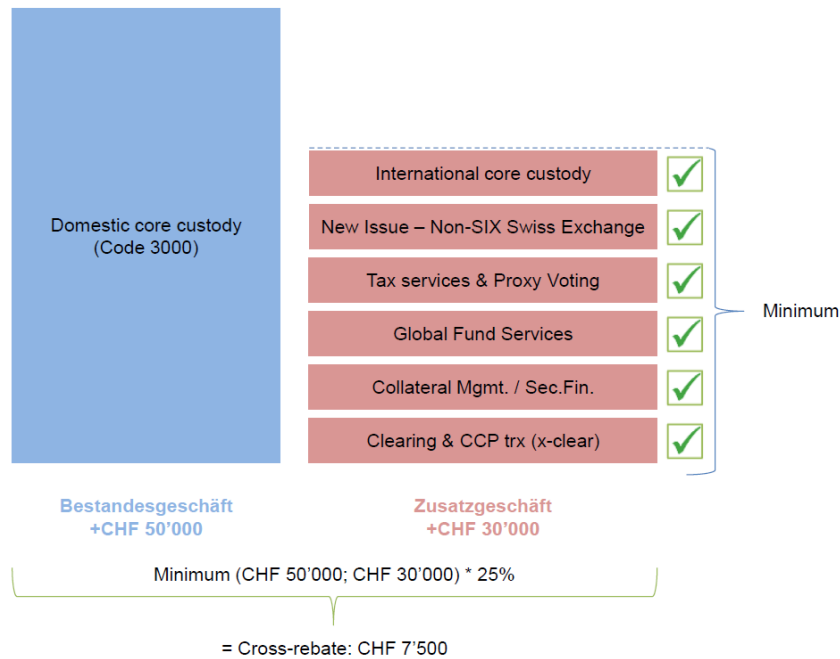 Domestic core custody
(Code 3000)
International core custody
New Issue – Non-SIX Swiss Exchange
Tax services & Proxy Voting
Global Fund Services
Collateral Mgmt. / Sec.Fin.
Clearing & CCP trx (x-clear)
Minimum
Bestandesgeschäft
+CHF 50’000
Zusatzgeschäft
+CHF 30’000
Minimum (CHF 50’000; CHF 30’000) * 25%
= Cross-rebate: CHF 7’500